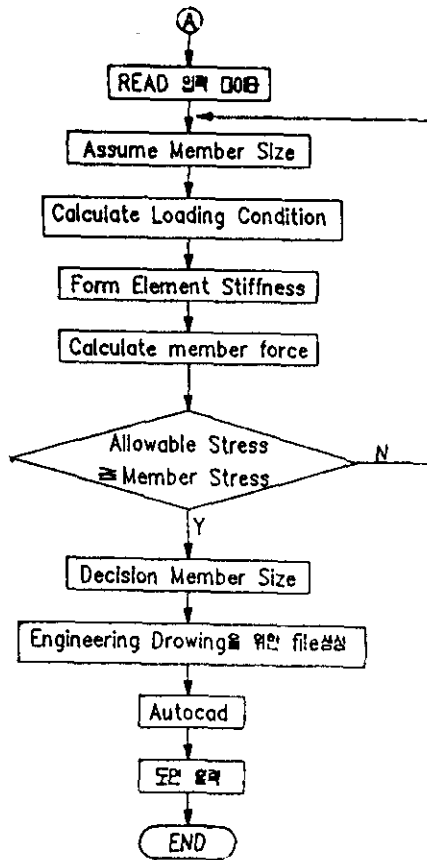 A
READ 입력 데이타
Assume Member Size
Calculate Loading Condition
Form Element Stiffness
Calculate member force
Allowable Stress
≧Member Stress
N
Y
Decision Member Size
Engineering Drowing을 위한 file생성
Autocad
도면 출력
END